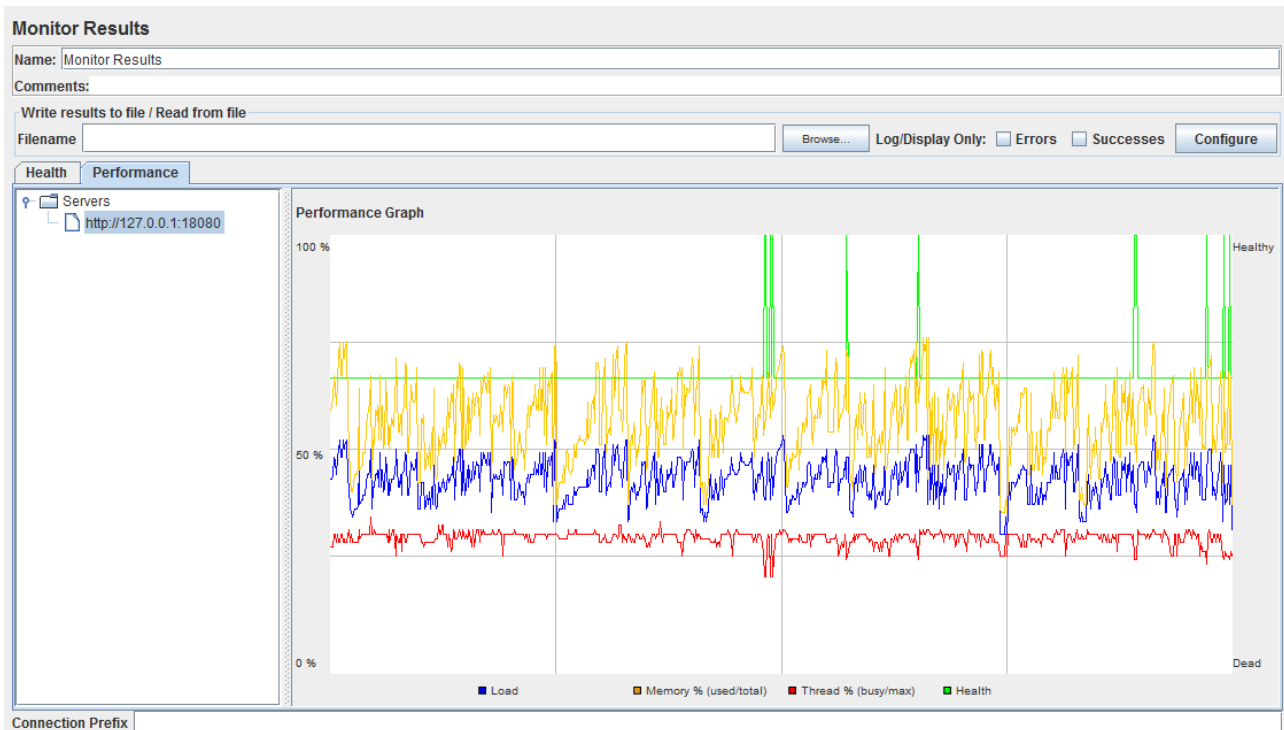 Monitor Results
Name: Monitor Results
Comments:
Write results to file / Read from file
Filename Browse... Log/Display Only: Errors Successes Configure
Health Performance
Servers
http://127.0.0.1:18080
Performance Graph
100 % Healthy
50 %
0 % Dead
Load Memory % (used/total) Thread % (busy/max) Health
Connection Prefix